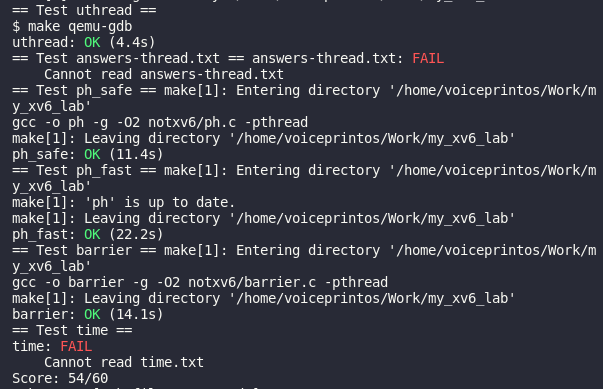 == Test uthread ==
$ make qemu-gdb
uthread: OK (4.4s)
== Test answers-thread.txt == answers-thread.txt: FAIL
    Cannot read answers-thread.txt
== Test ph_safe == make[1]: Entering directory '/home/voiceprintos/Work/m
y_xv6_lab'
gcc -o ph -g -O2 notxv6/ph.c -pthread
make[1]: Leaving directory '/home/voiceprintos/Work/my_xv6_lab'
ph_safe: OK (11.4s)
== Test ph_fast == make[1]: Entering directory '/home/voiceprintos/Work/m
y_xv6_lab'
make[1]: 'ph' is up to date.
make[1]: Leaving directory '/home/voiceprintos/Work/my_xv6_lab'
ph_fast: OK (22.2s)
== Test barrier == make[1]: Entering directory '/home/voiceprintos/Work/m
y_xv6_lab'
gcc -o barrier -g -O2 notxv6/barrier.c -pthread
make[1]: Leaving directory '/home/voiceprintos/Work/my_xv6_lab'
barrier: OK (14.1s)
== Test time ==
time: FAIL
    Cannot read time.txt
Score: 54/60